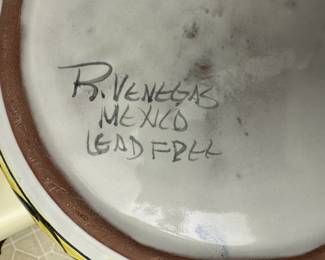 R. VENEGAS
MEXICO
LEAD FREE